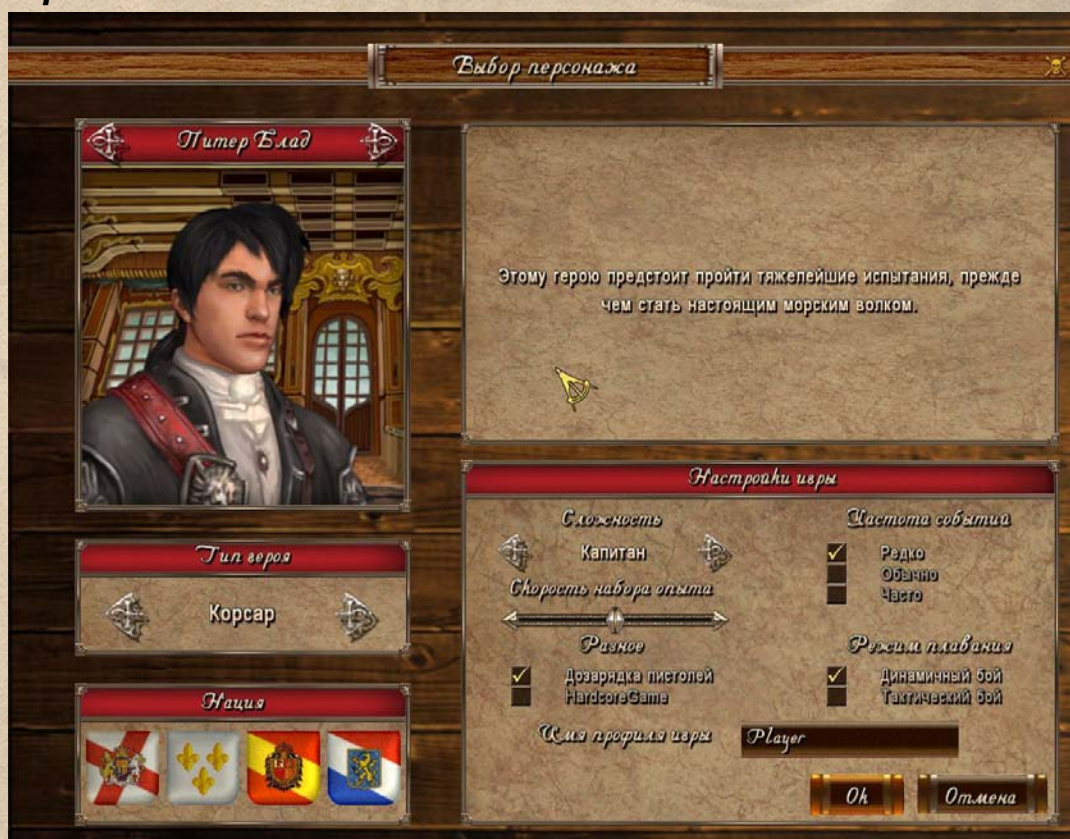 Выбор персонажа
Питер Блад
Этому герою предстоит пройти тяжелейшие испытания, прежде
чем стать настоящим морским волком.
Тип героя
Корсар
Нация
Настройки игры
Сложность
Капитан
Скорость набора опыта
Разное
Дозарядка пистолей
HardcoreGame
Частота событий
Редко
Обычно
Часто
Режим плавания
Динамичный бой
Тактический бой
Имя профиля игры
Player
Ok
Отмена